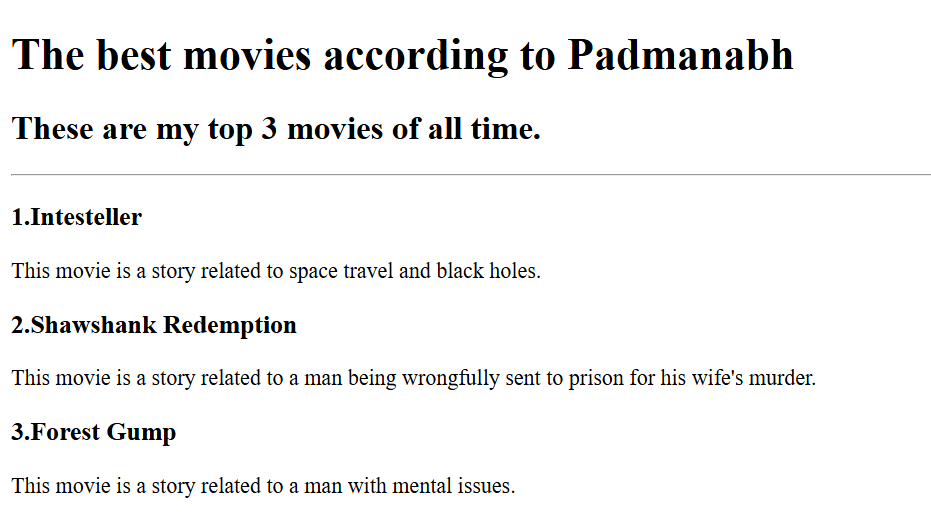 The best movies according to Padmanabh
These are my top 3 movies of all time.
1.Intesteller
This movie is a story related to space travel and black holes.
2.Shawshank Redemption
This movie is a story related to a man being wrongfully sent to prison for his wife's murder.
3.Forest Gump
This movie is a story related to a man with mental issues.